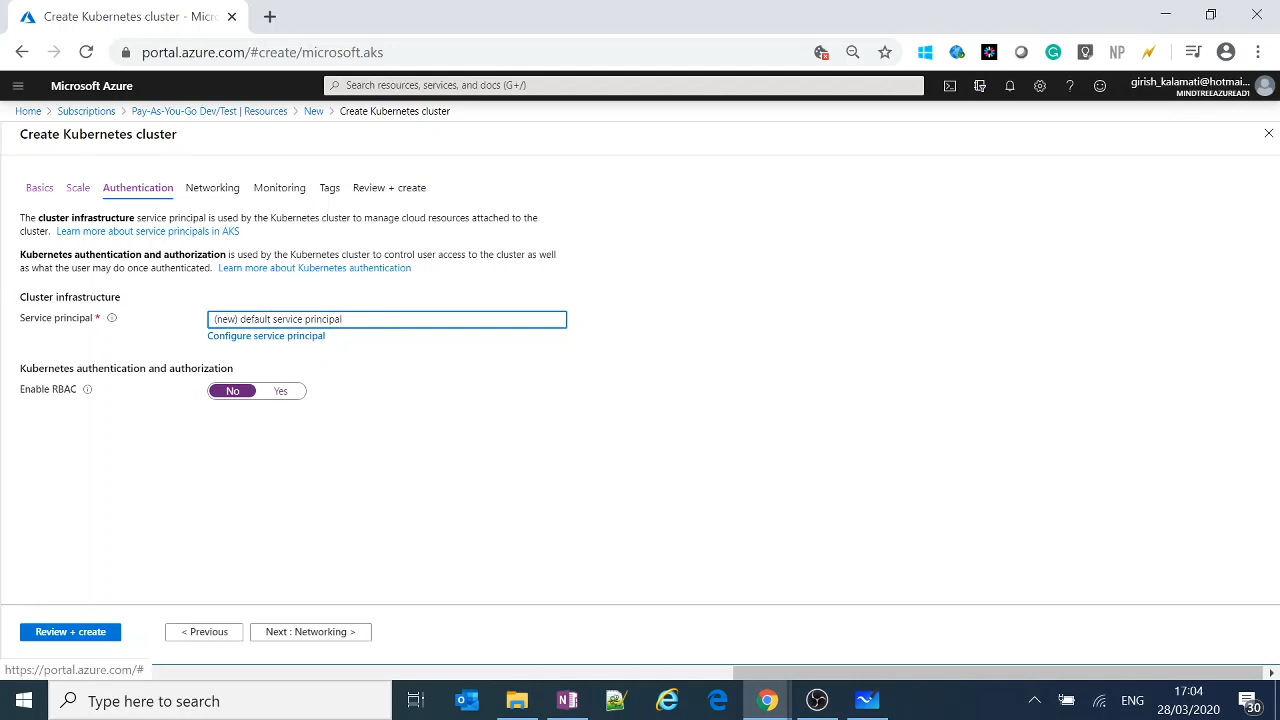 Create Kubernetes cluster - Micro
portal.azure.com/#create/microsoft.aks
NP
Microsoft Azure
Search resources, services, and docs (G+/)
girish_kalamati@hotmai...
MINDTREEAZUREAD1
Home > Subscriptions > Pay-As-You-Go Dev/Test | Resources > New > Create Kubernetes cluster
Create Kubernetes cluster
Basics Scale Authentication Networking Monitoring Tags Review + create
The cluster infrastructure service principal is used by the Kubernetes cluster to manage cloud resources attached to the
cluster. Learn more about service principals in AKS
Kubernetes authentication and authorization is used by the Kubernetes cluster to control user access to the cluster as well
as what the user may do once authenticated. Learn more about Kubernetes authentication
Cluster infrastructure
Service principal *
(new) default service principal
Configure service principal
Kubernetes authentication and authorization
Enable RBAC
No Yes
Review + create
< Previous
Next : Networking >
https://portal.azure.com/#
Type here to search
ENG
17:04
28/03/2020
30